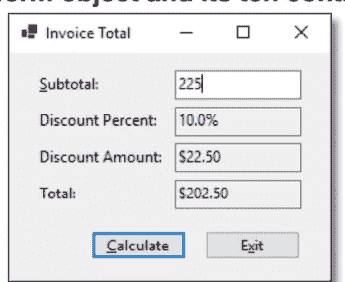 Invoice Total
Subtotal: 225
Discount Percent: 10.0%
Discount Amount: $22.50
Total: $202.50
Calculate Exit